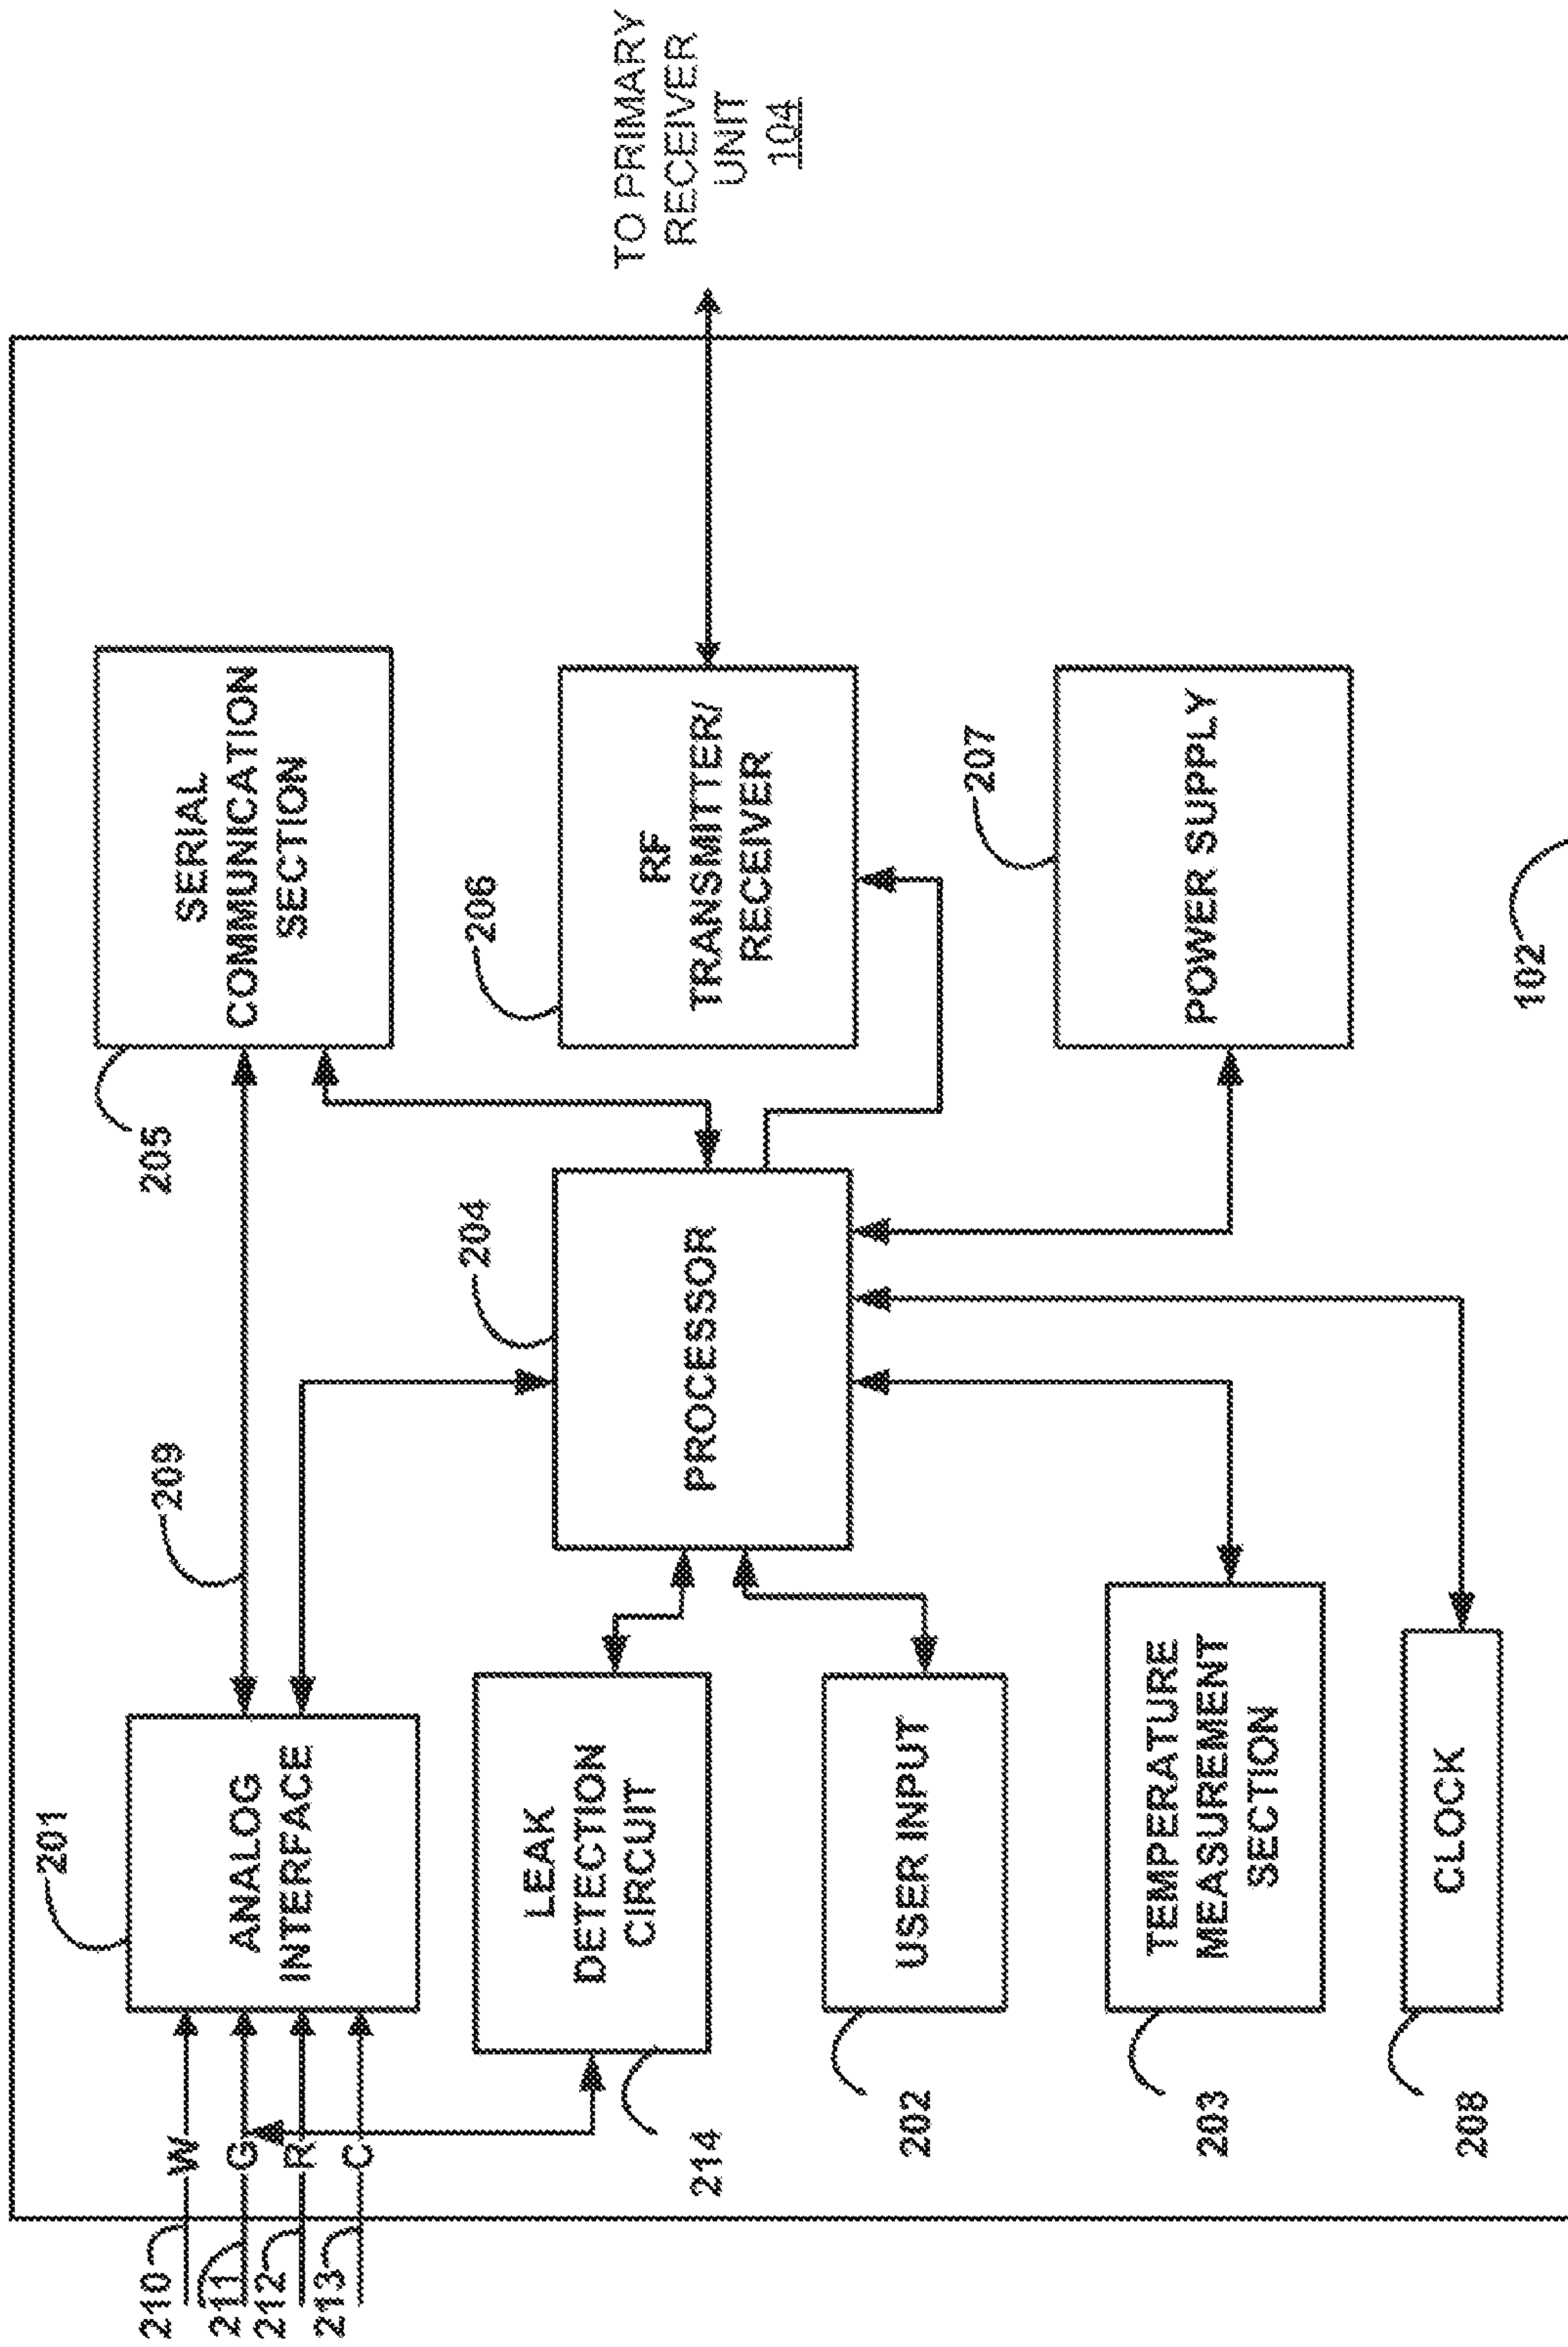 210
211
212
213
W
G
R
C
201
ANALOG
INTERFACE
209
205
SERIAL
COMMUNICATION
SECTION
214
LEAK
DETECTION
CIRCUIT
204
PROCESSOR
206
RF
TRANSMITTER/
RECEIVER
TO PRIMARY
RECEIVER
UNIT
104
202
USER INPUT
203
TEMPERATURE
MEASUREMENT
SECTION
207
POWER SUPPLY
208
CLOCK
102